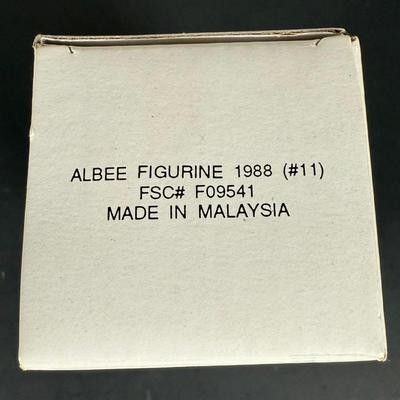 ALBEE FIGURINE 1988 (#11)
FSC# F09541
MADE IN MALAYSIA